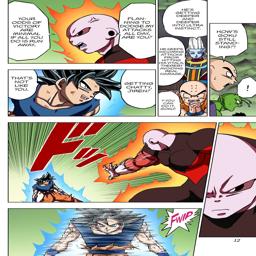 YOUR
ODDS OF
VICTORY
ARE
MINIMAL
IF ALL
YOU DO
IS RUN
AWAY.
PLAN-
NING TO
DODGE MY
ATTACKS
ALL DAY,
ARE YOU?
HE'S
GETTING
DEEPER
AND
DEEPER
INTO ULTRA
INSTINCT.
HOW'S
GOKU
STILL
STAND-
ING?!
THAT'S
NOT LIKE
YOU.
GETTING
CHATTY,
JIREN?
ドッ
FWIP
12